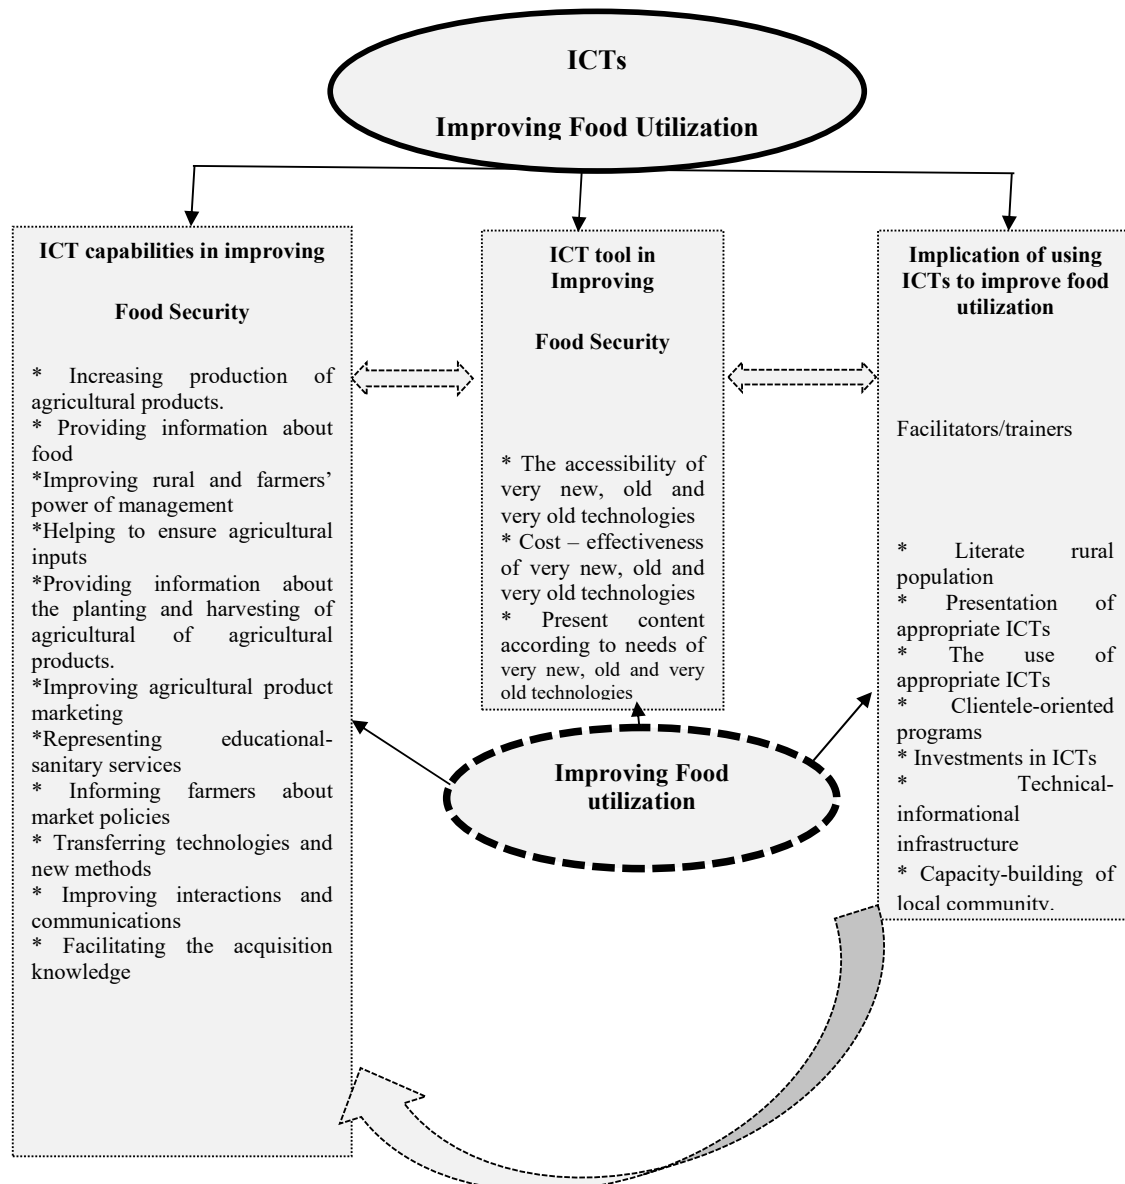 ICTs
Improving Food Utilization
ICT capabilities in improving
Food Security
* Increasing production of
agricultural products.
* Providing information about
food
*Improving rural and farmers’
power of management
*Helping to ensure agricultural
inputs
*Providing information about
the planting and harvesting of
agricultural of agricultural
products.
*Improving agricultural product
marketing
*Representing educational-
sanitary services
* Informing farmers about
market policies
* Transferring technologies and
new methods
* Improving interactions and
communications
* Facilitating the acquisition
knowledge
ICT tool in
Improving
Food Security
* The accessibility of
very new, old and
very old technologies
* Cost – effectiveness
of very new, old and
very old technologies
* Present content
according to needs of
very new, old and very
old technologies
Implication of using
ICTs to improve food
utilization
Facilitators/trainers
* Literate rural
population
* Presentation of
appropriate ICTs
* The use of
appropriate ICTs
* Clientele-oriented
programs
* Investments in ICTs
* Technical-
informational
infrastructure
* Capacity-building of
local community.
Improving Food
utilization